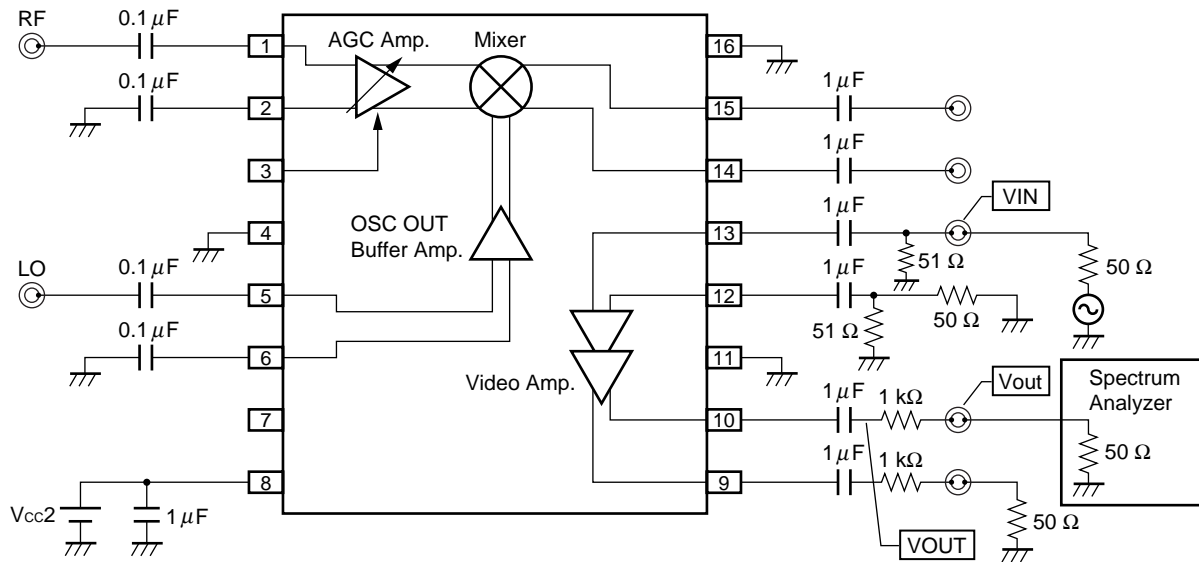 RF
0.1 μF
1
AGC Amp.
Mixer
16
0.1 μF
2
15
1 μF
3
14
1 μF
4
OSC OUT
Buffer Amp.
13
1 μF
VIN
51 Ω
50 Ω
LO
0.1 μF
5
12
1 μF
51 Ω
50 Ω
0.1 μF
6
11
Video Amp.
7
10
1 μF
1 kΩ
Vout
Spectrum
Analyzer
50 Ω
8
9
1 μF
1 kΩ
50 Ω
VCC2
1 μF
VOUT